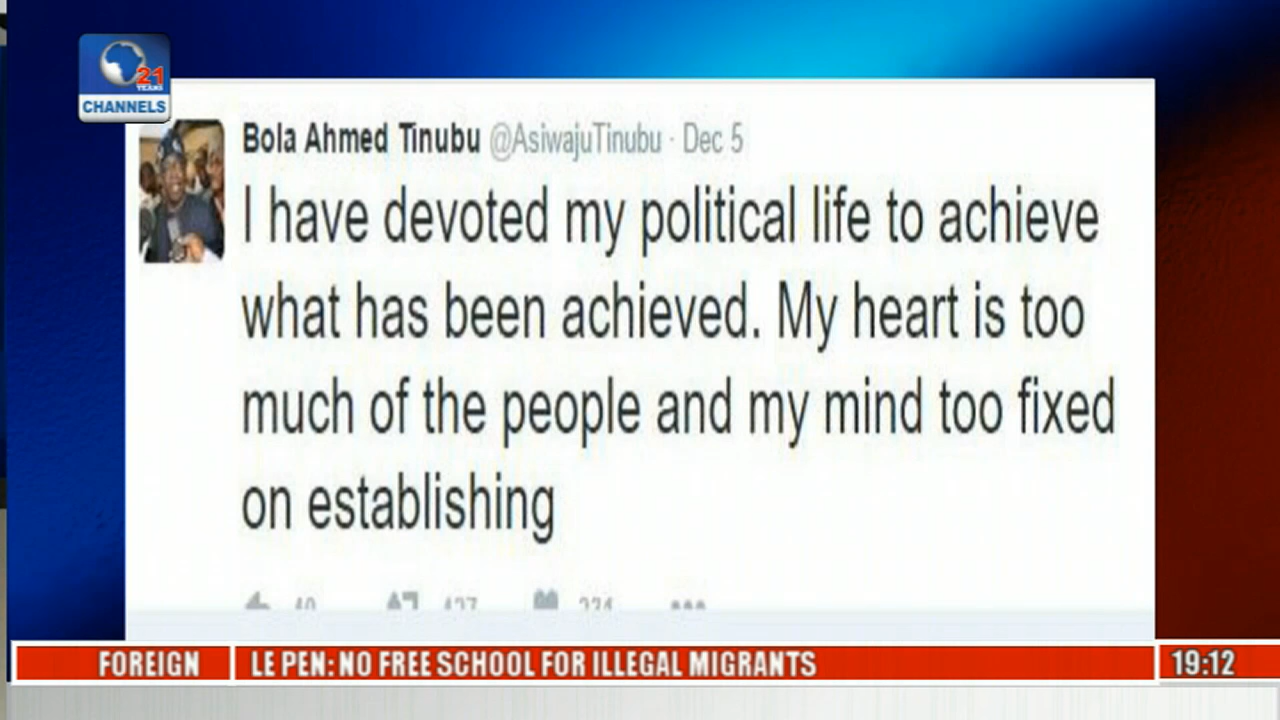 21
YEARS
CHANNELS
Bola Ahmed Tinubu @AsiwajuTinubu · Dec 5
I have devoted my political life to achieve
what has been achieved. My heart is too
much of the people and my mind too fixed
on establishing
FOREIGN LE PEN: NO FREE SCHOOL FOR ILLEGAL MIGRANTS 19:12